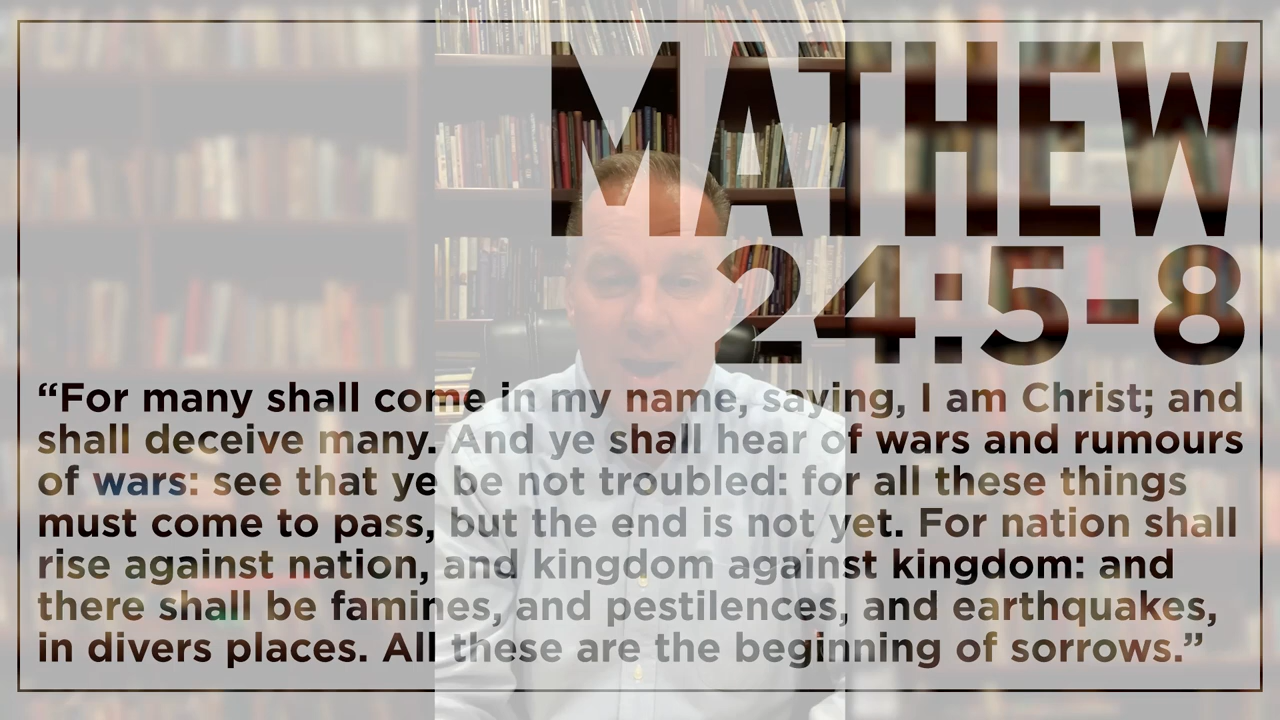 MATHEW
24:5-8
“For many shall come in my name, saying, I am Christ; and
shall deceive many. And ye shall hear of wars and rumours
of wars: see that ye be not troubled: for all these things
must come to pass, but the end is not yet. For nation shall
rise against nation, and kingdom against kingdom: and
there shall be famines, and pestilences, and earthquakes,
in divers places. All these are the beginning of sorrows.”